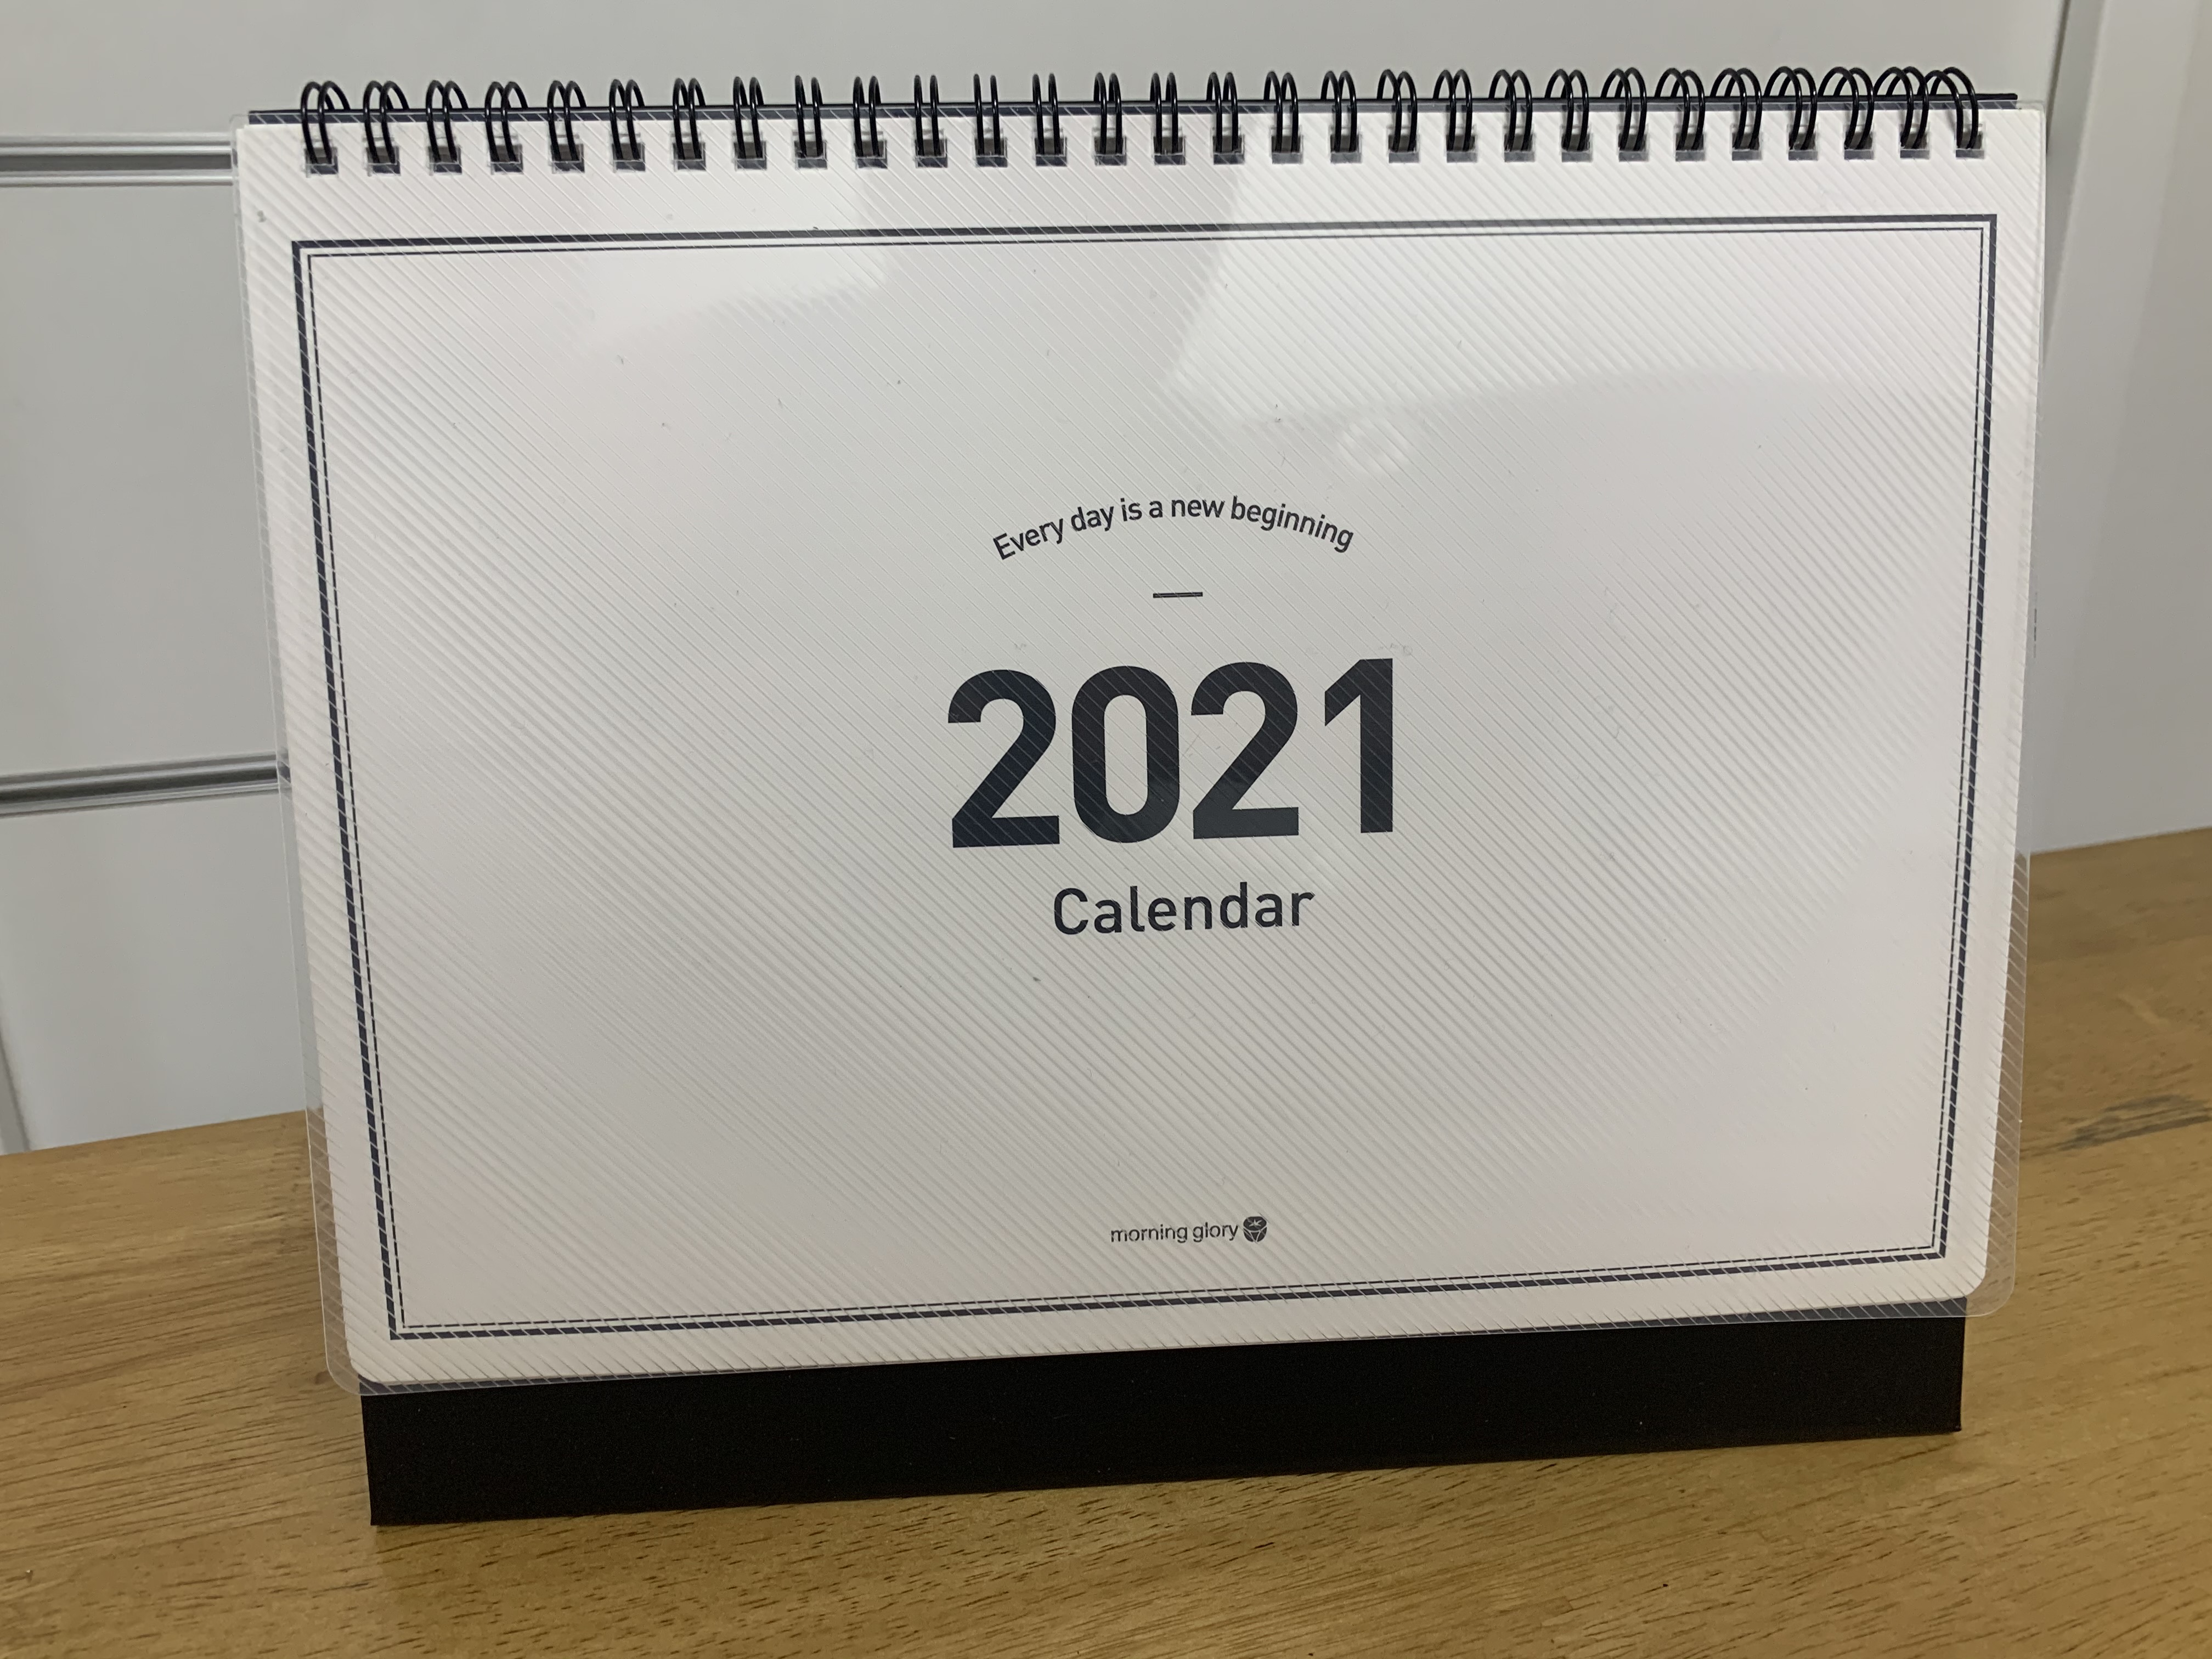 Every day is a new beginning
2021
Calendar
morning glory